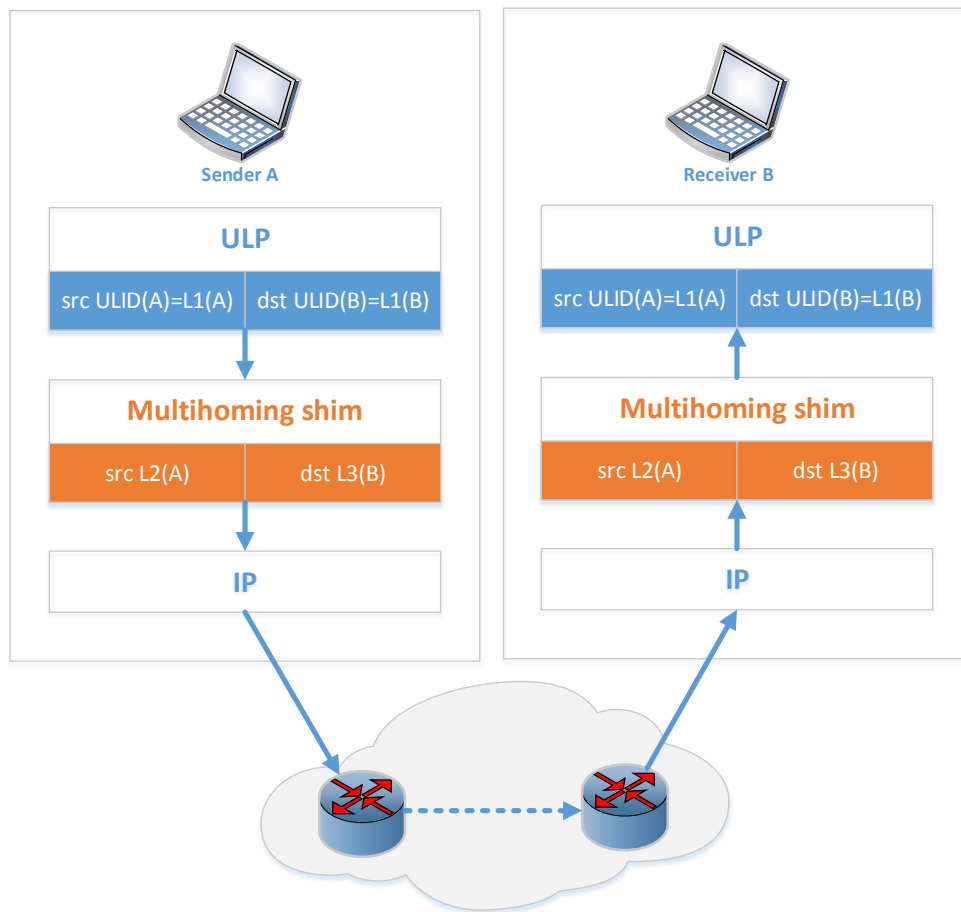 Sender A
ULP
src ULID(A)=L1(A)
dst ULID(B)=L1(B)
Multihoming shim
src L2(A)
dst L3(B)
IP
Receiver B
ULP
src ULID(A)=L1(A)
dst ULID(B)=L1(B)
Multihoming shim
src L2(A)
dst L3(B)
IP